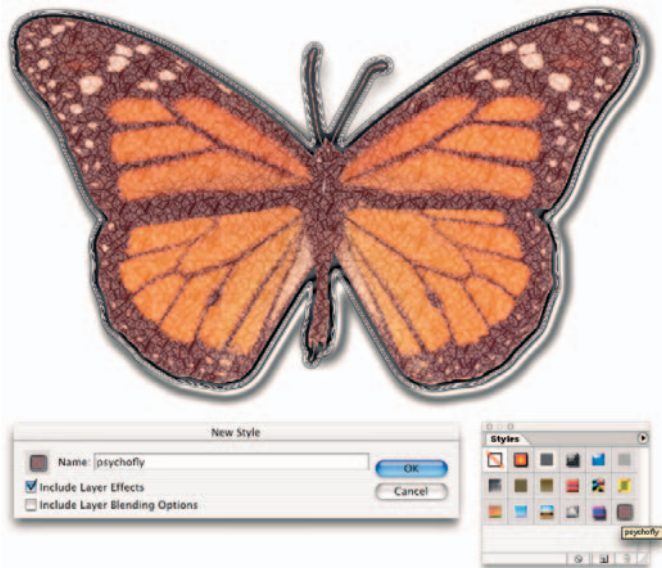 New Style
Name: psychofly
OK
Include Layer Effects
Cancel
Include Layer Blending Options
Styles
psychofly